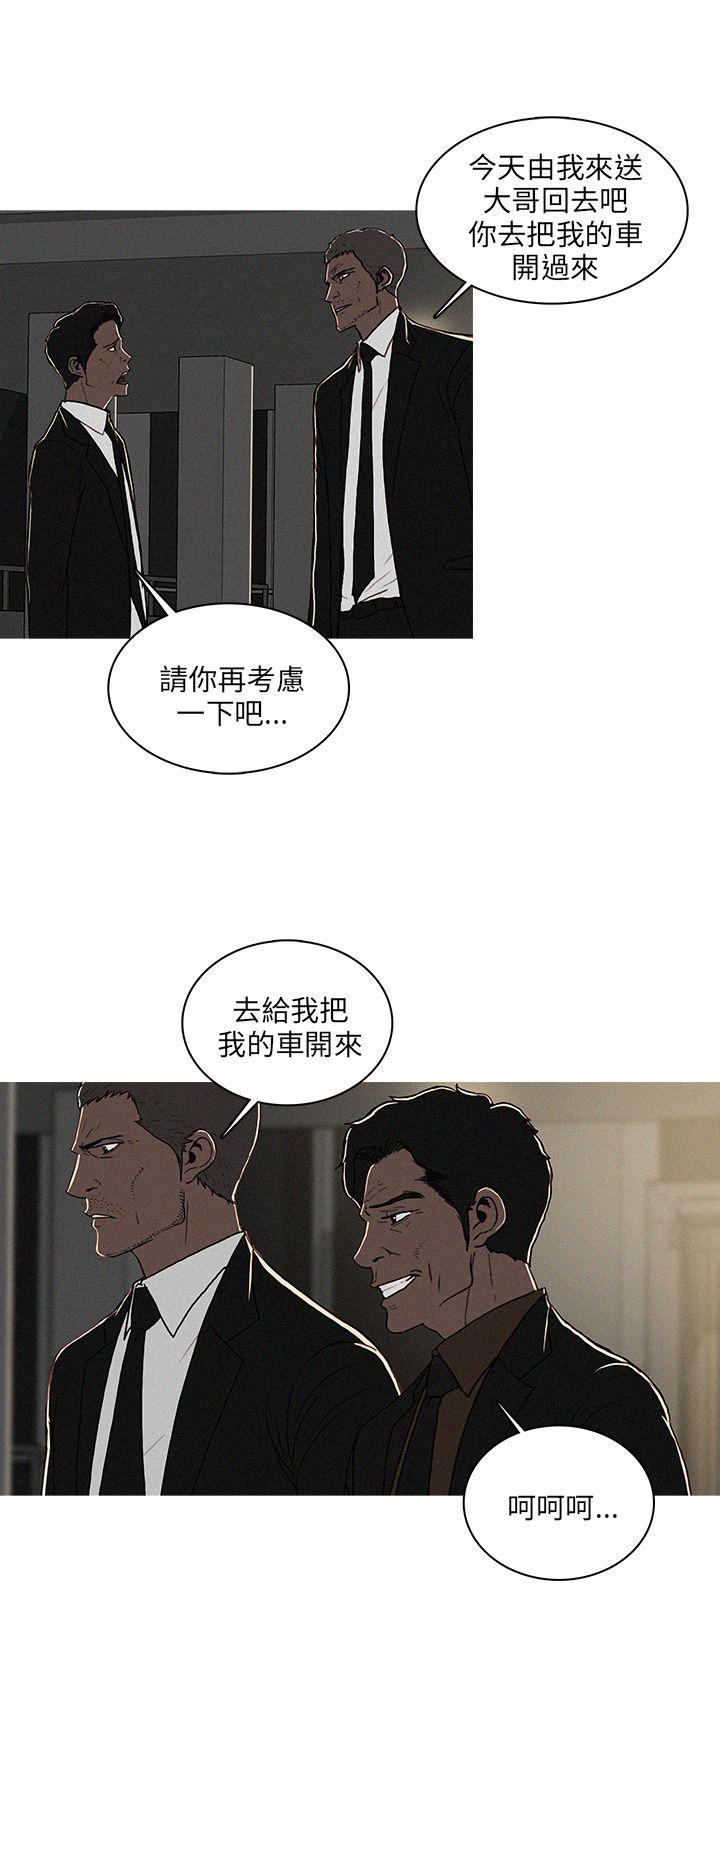 今天由我來送
大哥回去吧
你去把我的車
開過來
請你再考慮
一下吧...
去給我把
我的車開來
呵呵呵...